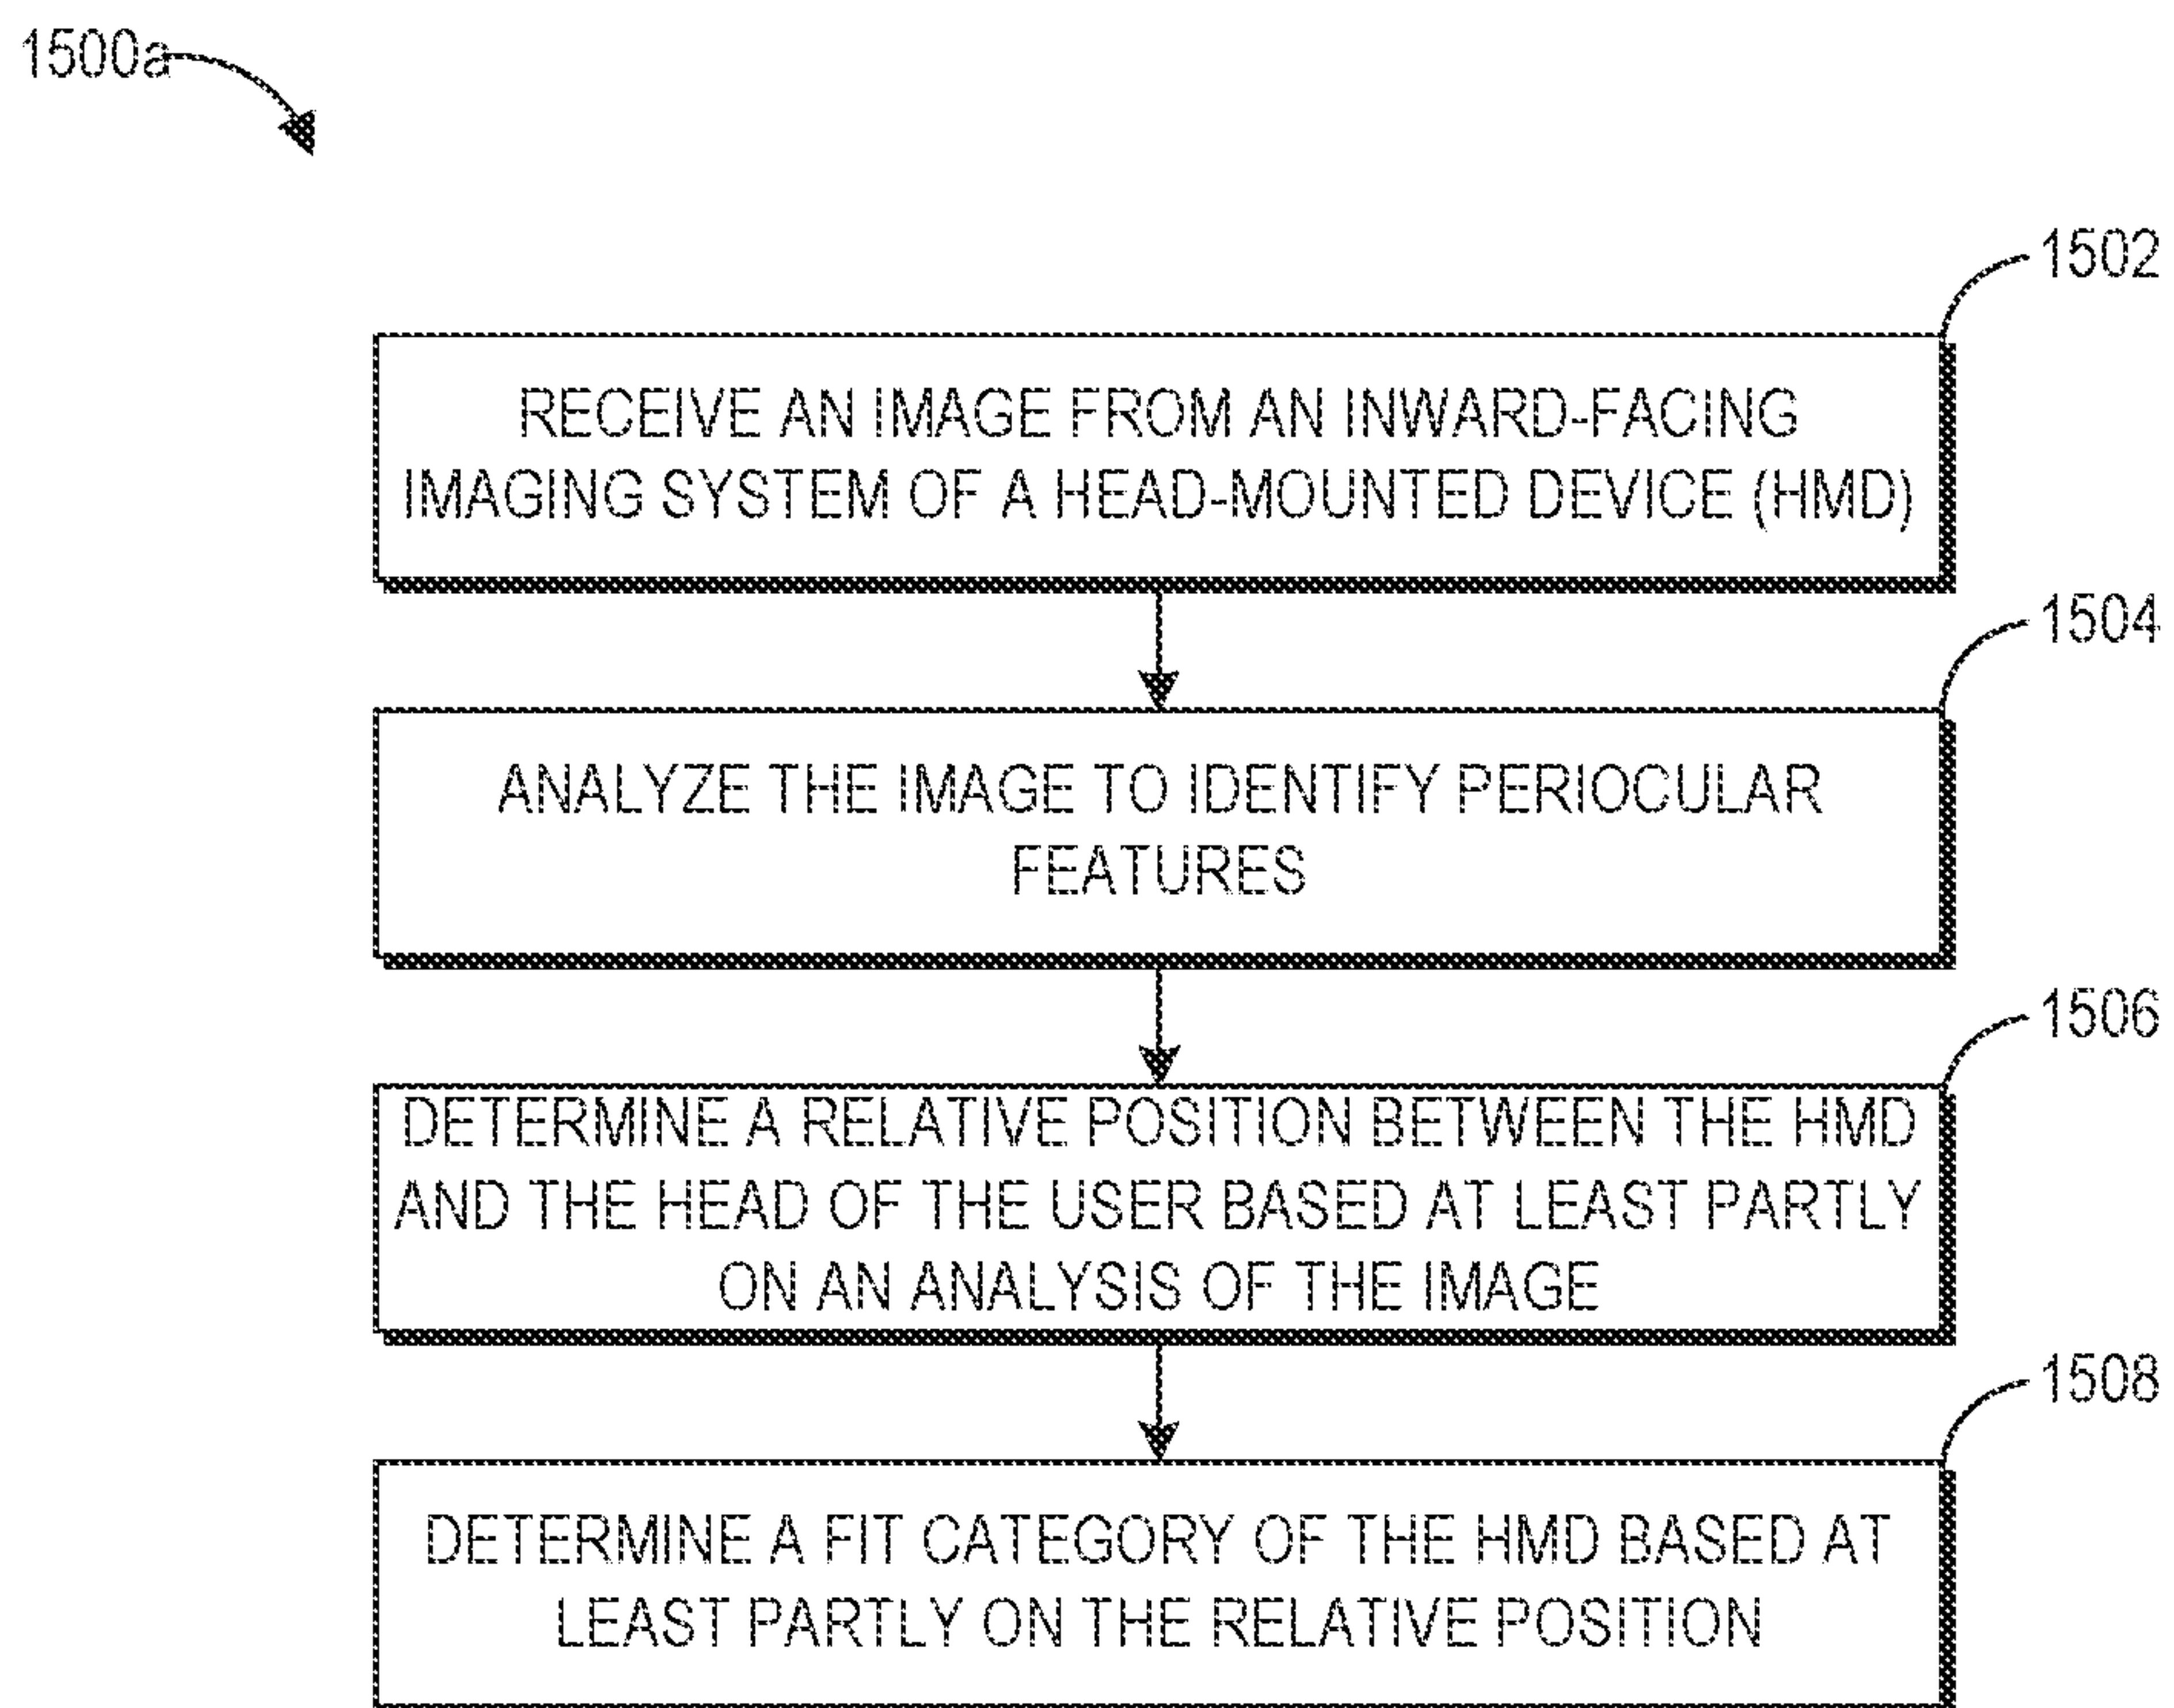 1500a
1502
RECEIVE AN IMAGE FROM AN INWARD-FACING
IMAGING SYSTEM OF A HEAD-MOUNTED DEVICE (HMD)
1504
ANALYZE THE IMAGE TO IDENTIFY PERIOCULAR
FEATURES
1506
DETERMINE A RELATIVE POSITION BETWEEN THE HMD
AND THE HEAD OF THE USER BASED AT LEAST PARTLY
ON AN ANALYSIS OF THE IMAGE
1508
DETERMINE A FIT CATEGORY OF THE HMD BASED AT
LEAST PARTLY ON THE RELATIVE POSITION